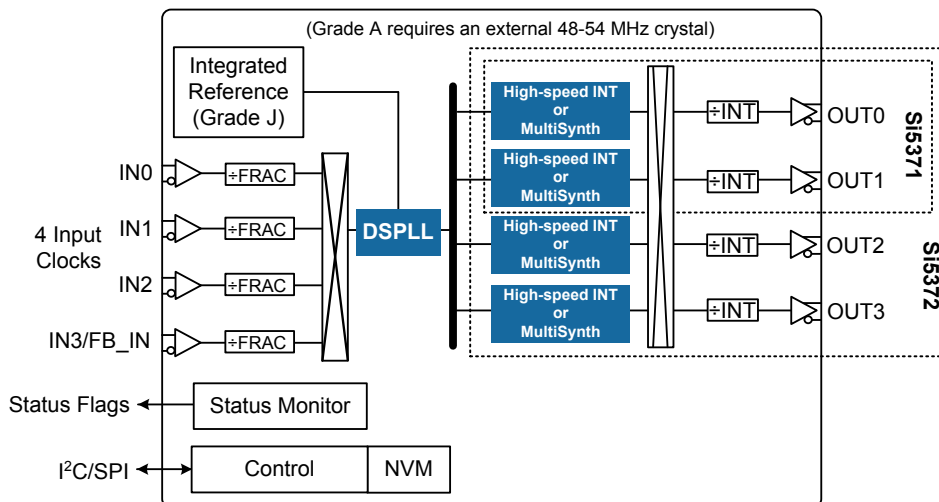 (Grade A requires an external 48-54 MHz crystal)
Integrated
Reference
(Grade J)
IN0
÷FRAC
IN1
÷FRAC
4 Input
Clocks
IN2
÷FRAC
IN3/FB_IN
÷FRAC
DSPLL
High-speed INT
or
MultiSynth
÷INT
OUT0
High-speed INT
or
MultiSynth
÷INT
OUT1
High-speed INT
or
MultiSynth
÷INT
OUT2
High-speed INT
or
MultiSynth
÷INT
OUT3
Si5371
Si5372
Status Flags
Status Monitor
I²C/SPI
Control
NVM